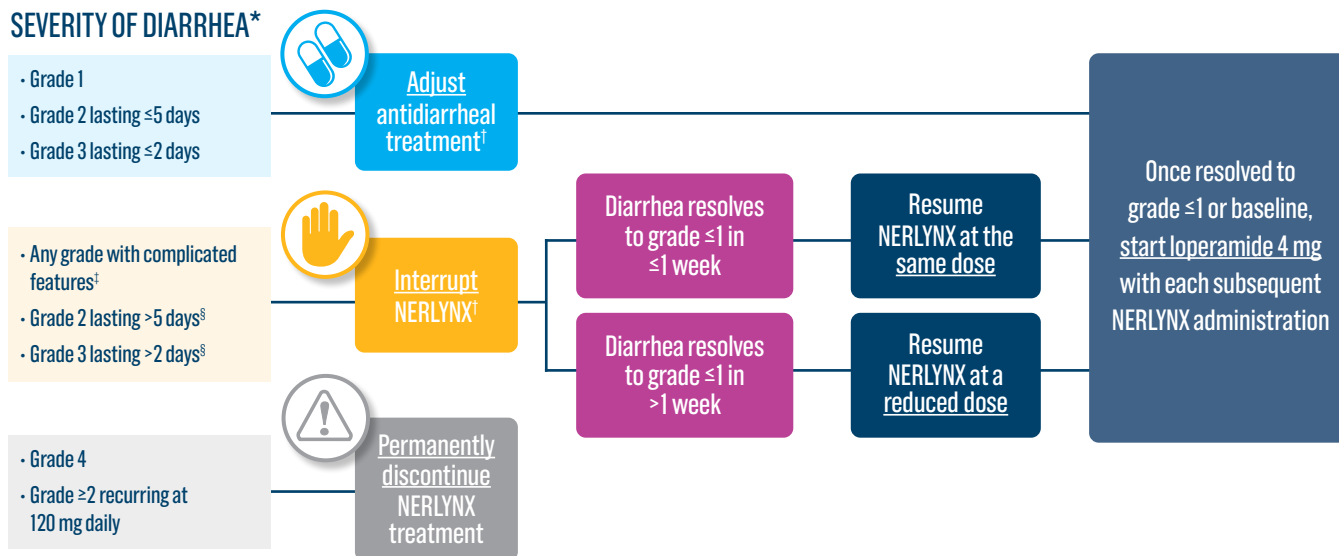 SEVERITY OF DIARRHEA*
· Grade 1
· Grade 2 lasting ≤5 days
· Grade 3 lasting ≤2 days
Adjust
antidiarrheal
treatment†
· Any grade with complicated
features‡
· Grade 2 lasting >5 days§
· Grade 3 lasting >2 days§
Interrupt
NERLYNX†
Diarrhea resolves
to grade ≤1 in
≤1 week
Resume
NERLYNX at the
same dose
Diarrhea resolves
to grade ≤1 in
>1 week
Resume
NERLYNX at a
reduced dose
Once resolved to
grade ≤1 or baseline,
start loperamide 4 mg
with each subsequent
NERLYNX administration
· Grade 4
· Grade ≥2 recurring at
120 mg daily
Permanently
discontinue
NERLYNX
treatment